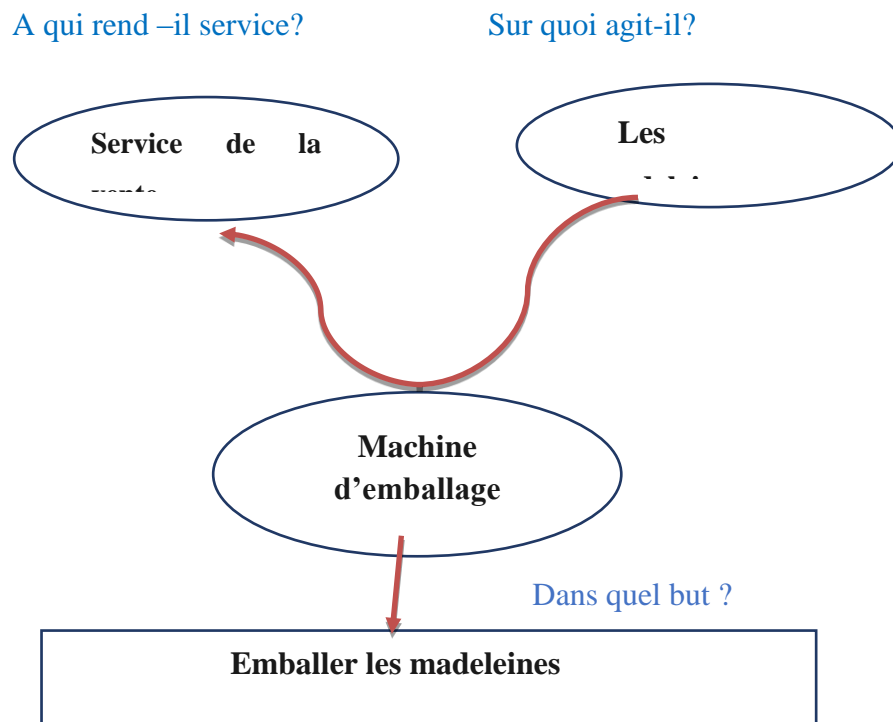 A qui rend –il service?
Sur quoi agit-il?
Service de la
Les
Machine
d’emballage
Dans quel but ?
Emballer les madeleines